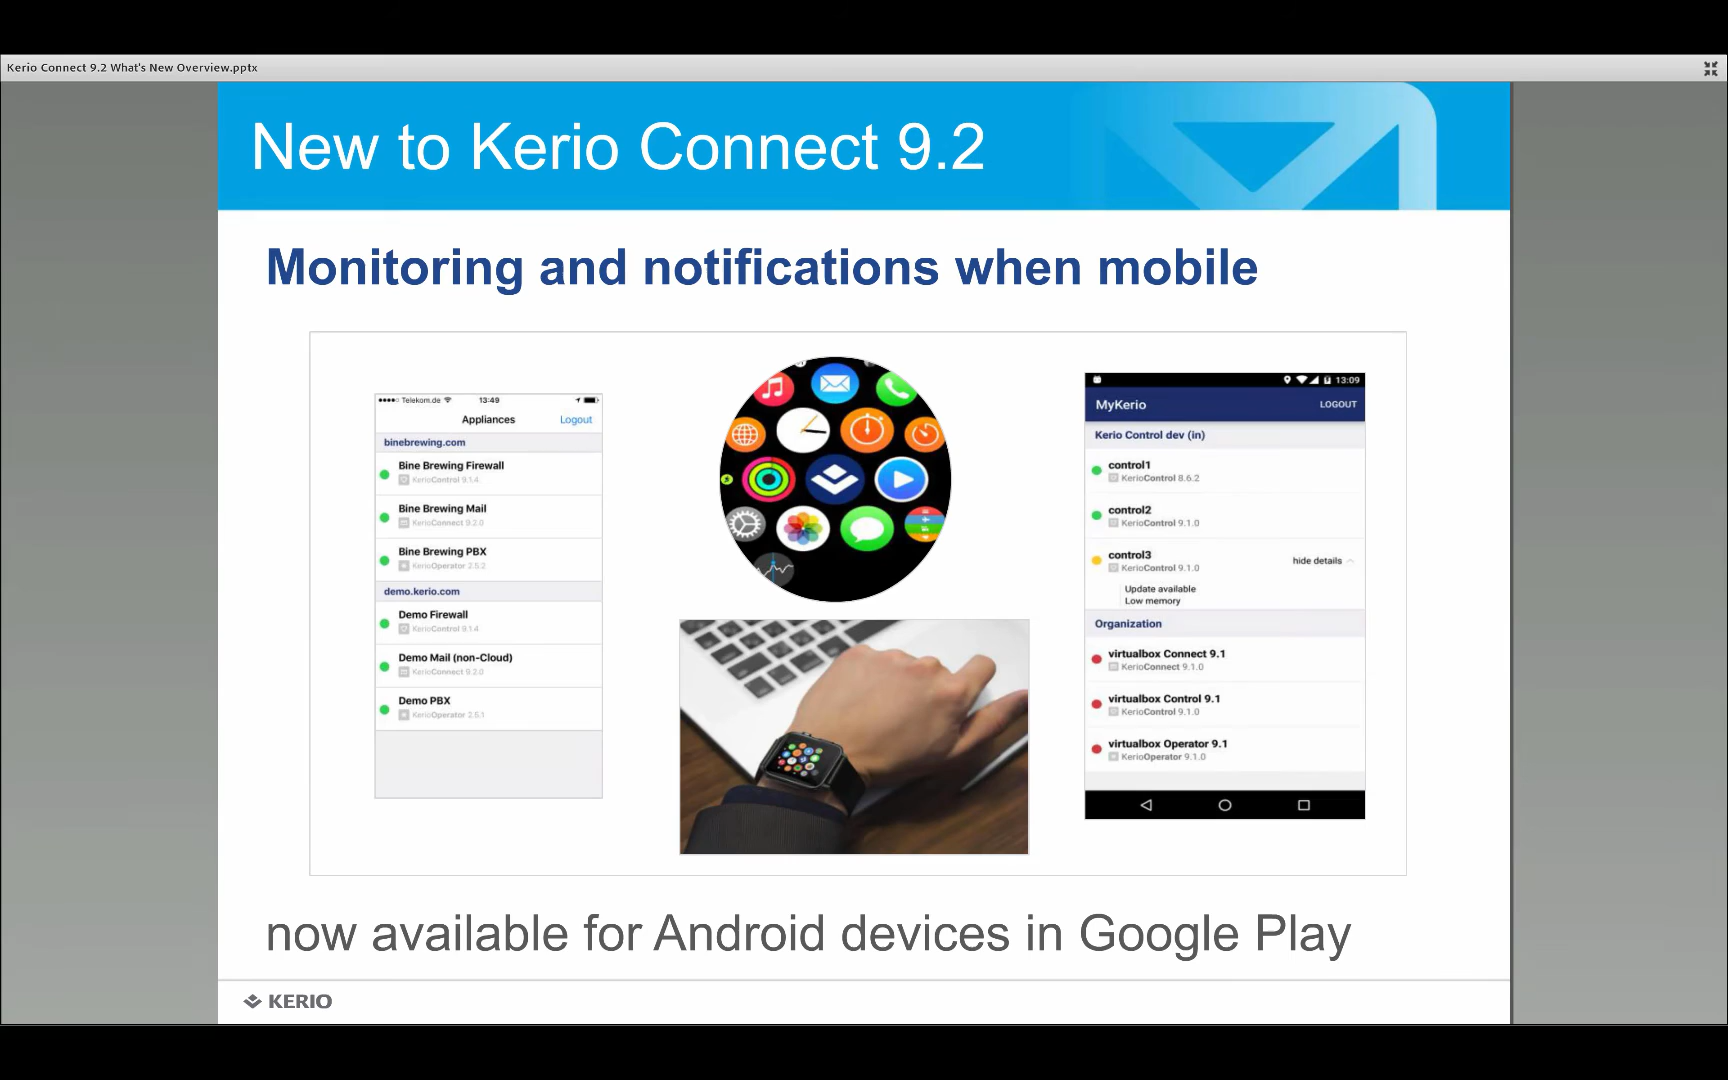 Kerio Connect 9.2 What's New Overview.pptx
New to Kerio Connect 9.2
Monitoring and notifications when mobile
Telekom.de 13:49
Appliances Logout
binebrewing.com
Bine Brewing Firewall
KerioControl 9.1.4
Bine Brewing Mail
KerioConnect 9.2.0
Bine Brewing PBX
KerioOperator 2.5.2
demo.kerio.com
Demo Firewall
KerioControl 9.1.4
Demo Mail (non-Cloud)
KerioConnect 9.2.0
Demo PBX
KerioOperator 2.5.1
13:09
MyKerio LOGOUT
Kerio Control dev (in)
control1
KerioControl 8.6.2
control2
KerioControl 9.1.0
control3
KerioControl 9.1.0
hide details
Update available
Low memory
Organization
virtualbox Connect 9.1
KerioConnect 9.1.0
virtualbox Control 9.1
KerioControl 9.1.0
virtualbox Operator 9.1
KerioOperator 9.1.0
now available for Android devices in Google Play
KERIO